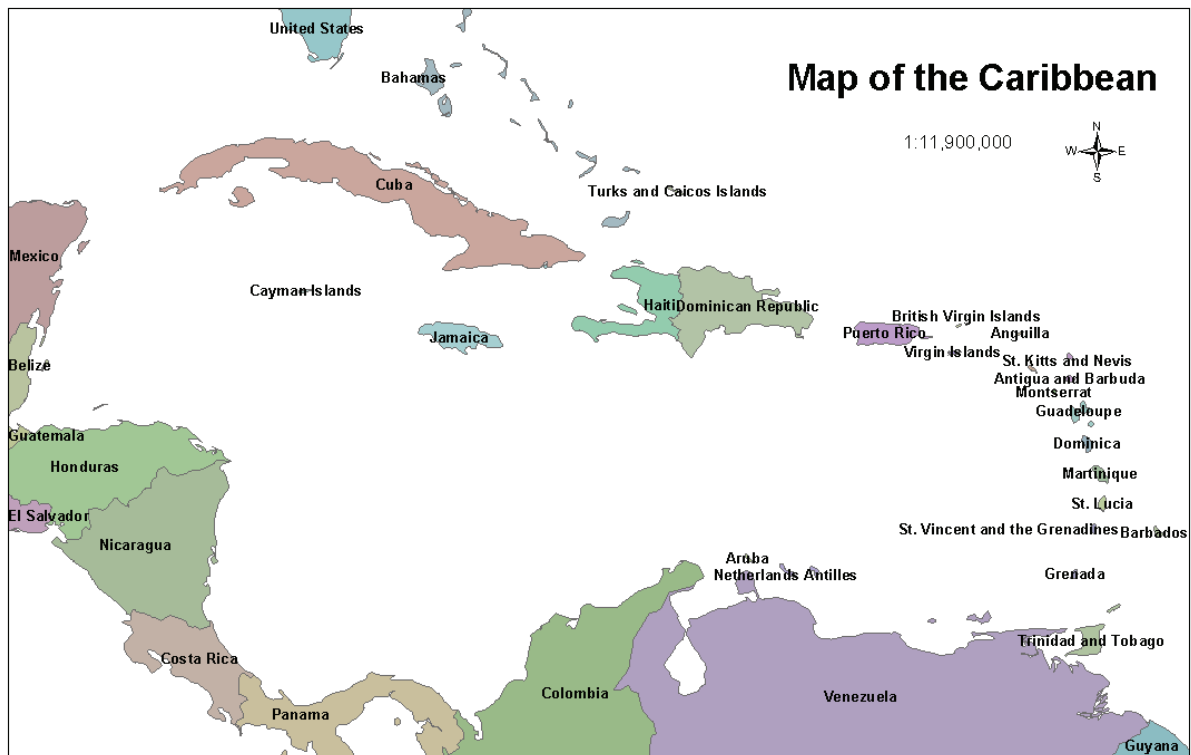 United States
Bahamas
Map of the Caribbean
1:11,900,000
N
W E
S
Cuba
Turks and Caicos Islands
Mexico
Cayman Islands
Haiti
Dominican Republic
Jamaica
British Virgin Islands
Puerto Rico
Anguilla
Virgin Islands
St. Kitts and Nevis
Belize
Antigua and Barbuda
Montserrat
Guadeloupe
Guatemala
Dominica
Honduras
Martinique
St. Lucia
El Salvador
St. Vincent and the Grenadines
Barbados
Nicaragua
Aruba
Netherlands Antilles
Grenada
Trinidad and Tobago
Costa Rica
Colombia
Venezuela
Panama
Guyana